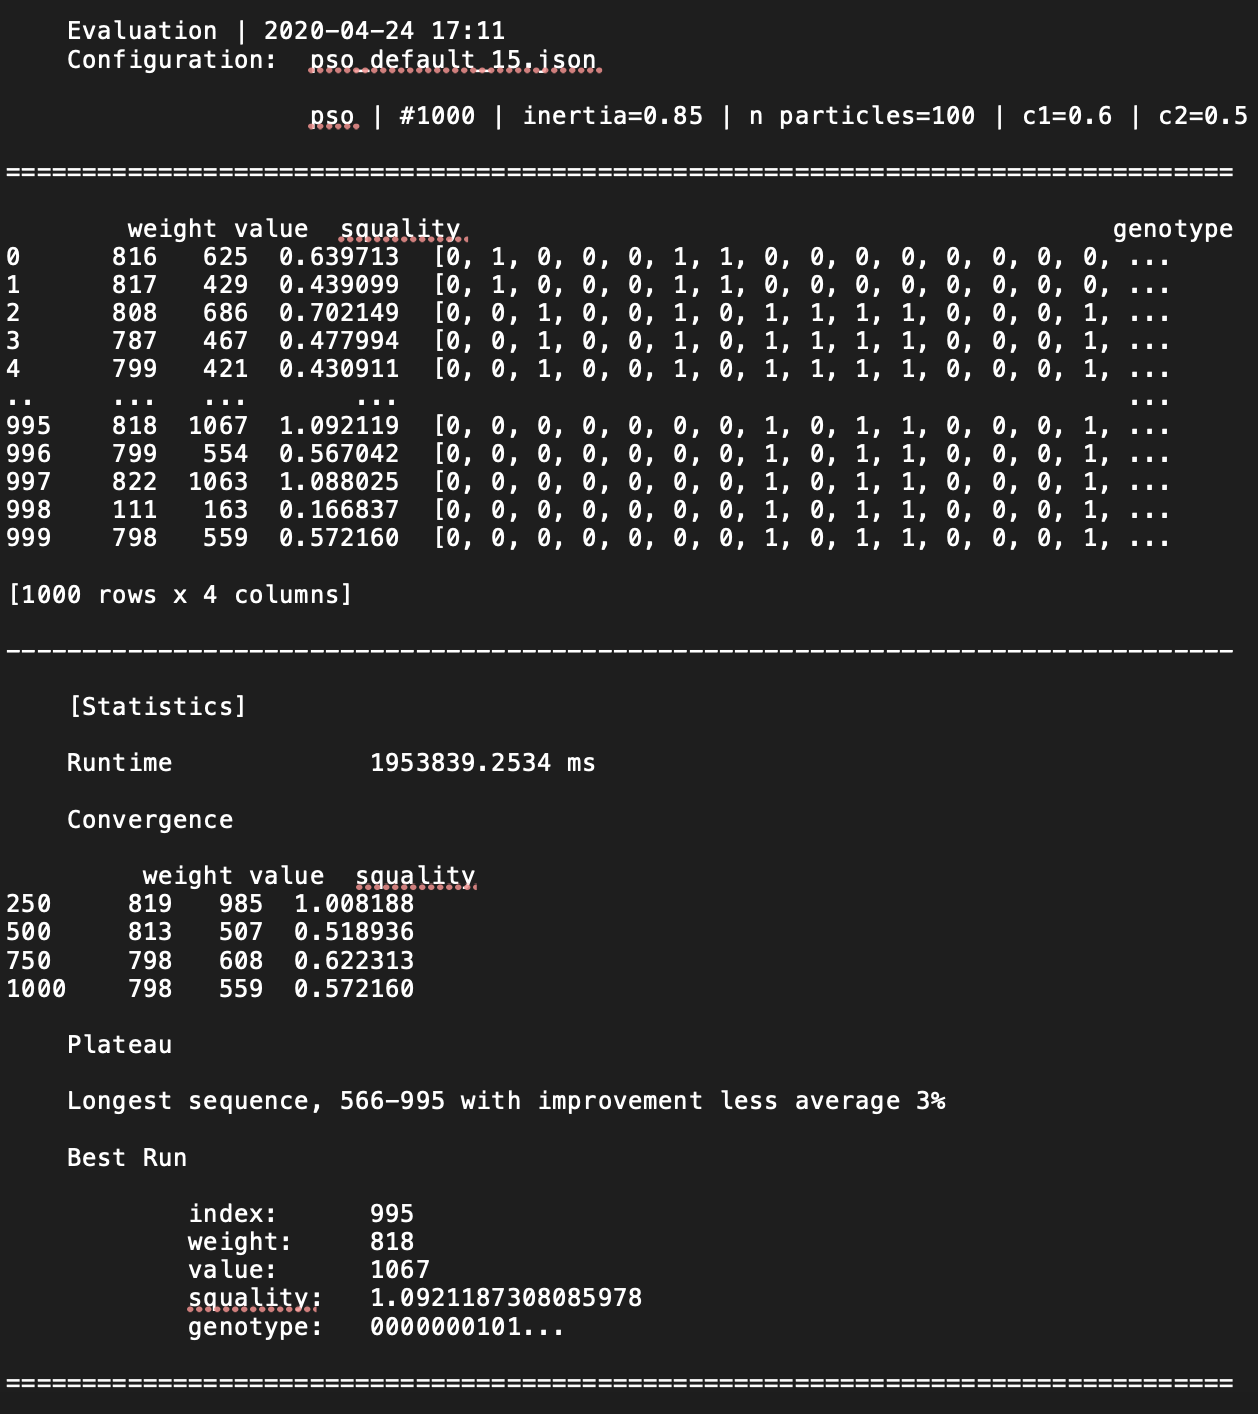 Evaluation | 2020-04-24 17:11
Configuration: pso_default_15.json
pso | #1000 | inertia=0.85 | n particles=100 | c1=0.6 | c2=0.5
=================================================================================
weight value squality genotype
0 816 625 0.639713 [0, 1, 0, 0, 0, 1, 1, 0, 0, 0, 0, 0, 0, 0, 0, ...
1 817 429 0.439099 [0, 1, 0, 0, 0, 1, 1, 0, 0, 0, 0, 0, 0, 0, 0, ...
2 808 686 0.702149 [0, 0, 1, 0, 0, 1, 0, 1, 1, 1, 1, 0, 0, 0, 1, ...
3 787 467 0.477994 [0, 0, 1, 0, 0, 1, 0, 1, 1, 1, 1, 0, 0, 0, 1, ...
4 799 421 0.430911 [0, 0, 1, 0, 0, 1, 0, 1, 1, 1, 1, 0, 0, 0, 1, ...
.. ... ... ... ...
995 818 1067 1.092119 [0, 0, 0, 0, 0, 0, 0, 1, 0, 1, 1, 0, 0, 0, 1, ...
996 799 554 0.567042 [0, 0, 0, 0, 0, 0, 0, 1, 0, 1, 1, 0, 0, 0, 1, ...
997 822 1063 1.088025 [0, 0, 0, 0, 0, 0, 0, 1, 0, 1, 1, 0, 0, 0, 1, ...
998 111 163 0.166837 [0, 0, 0, 0, 0, 0, 0, 1, 0, 1, 1, 0, 0, 0, 1, ...
999 798 559 0.572160 [0, 0, 0, 0, 0, 0, 0, 1, 0, 1, 1, 0, 0, 0, 1, ...
[1000 rows x 4 columns]
---------------------------------------------------------------------------------
[Statistics]
Runtime 1953839.2534 ms
Convergence
weight value squality
250 819 985 1.008188
500 813 507 0.518936
750 798 608 0.622313
1000 798 559 0.572160
Plateau
Longest sequence, 566-995 with improvement less average 3%
Best Run
index: 995
weight: 818
value: 1067
squality: 1.0921187308085978
genotype: 0000000101...
=================================================================================